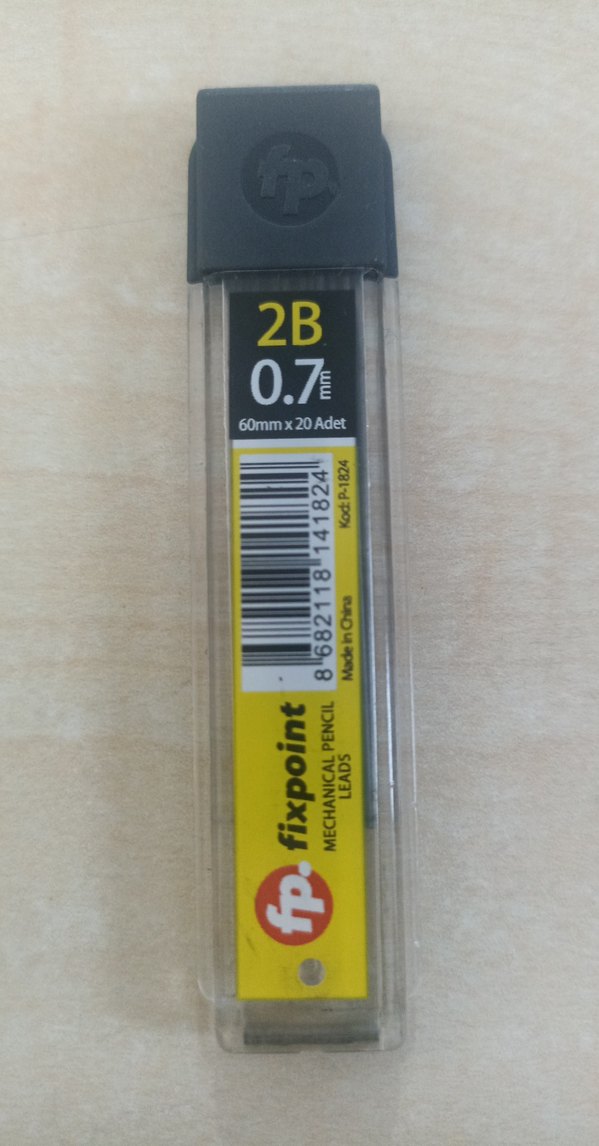 fp.
2B
0.7mm
60mm x 20 Adet
8 682118 141824
Kod: P-1824
Made in China
fixpoint
MECHANICAL PENCIL
LEADS
fp.